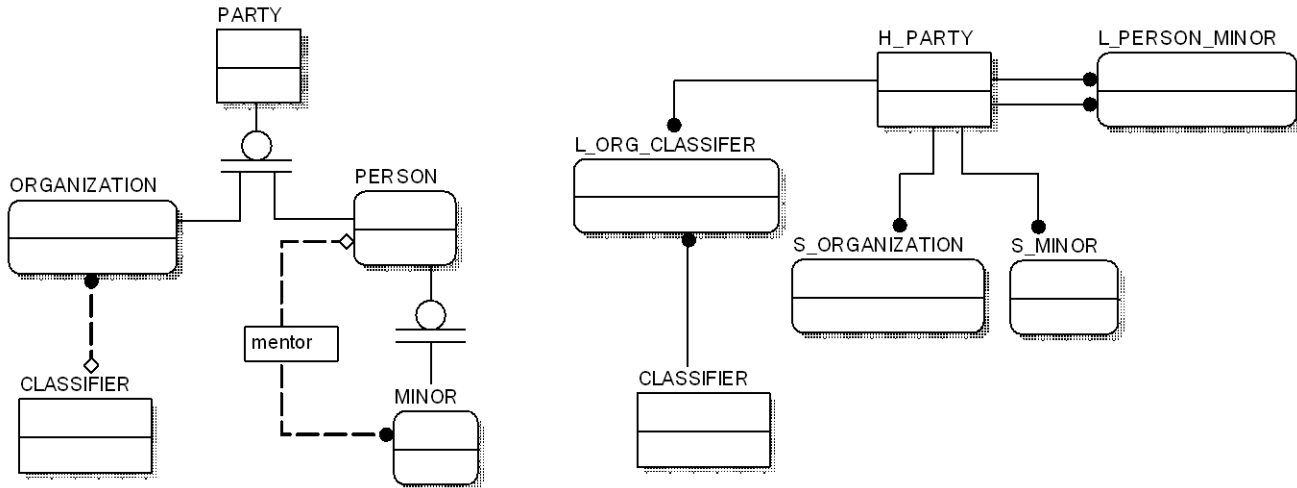 PARTY
ORGANIZATION
PERSON
mentor
CLASSIFIER
MINOR
H_PARTY
L_PERSON_MINOR
L_ORG_CLASSIFER
S_ORGANIZATION
S_MINOR
CLASSIFIER